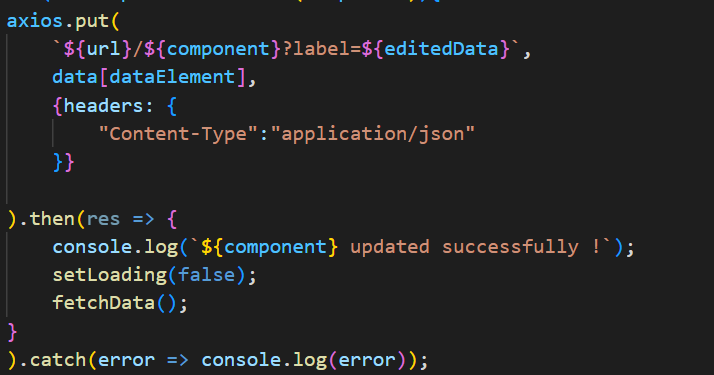 axios.put(
`${url}/${component}?label=${editedData}`,
data[dataElement],
{headers: {
"Content-Type":"application/json"
}}
).then(res => {
console.log(`${component} updated successfully !`);
setLoading(false);
fetchData();
}
).catch(error => console.log(error));